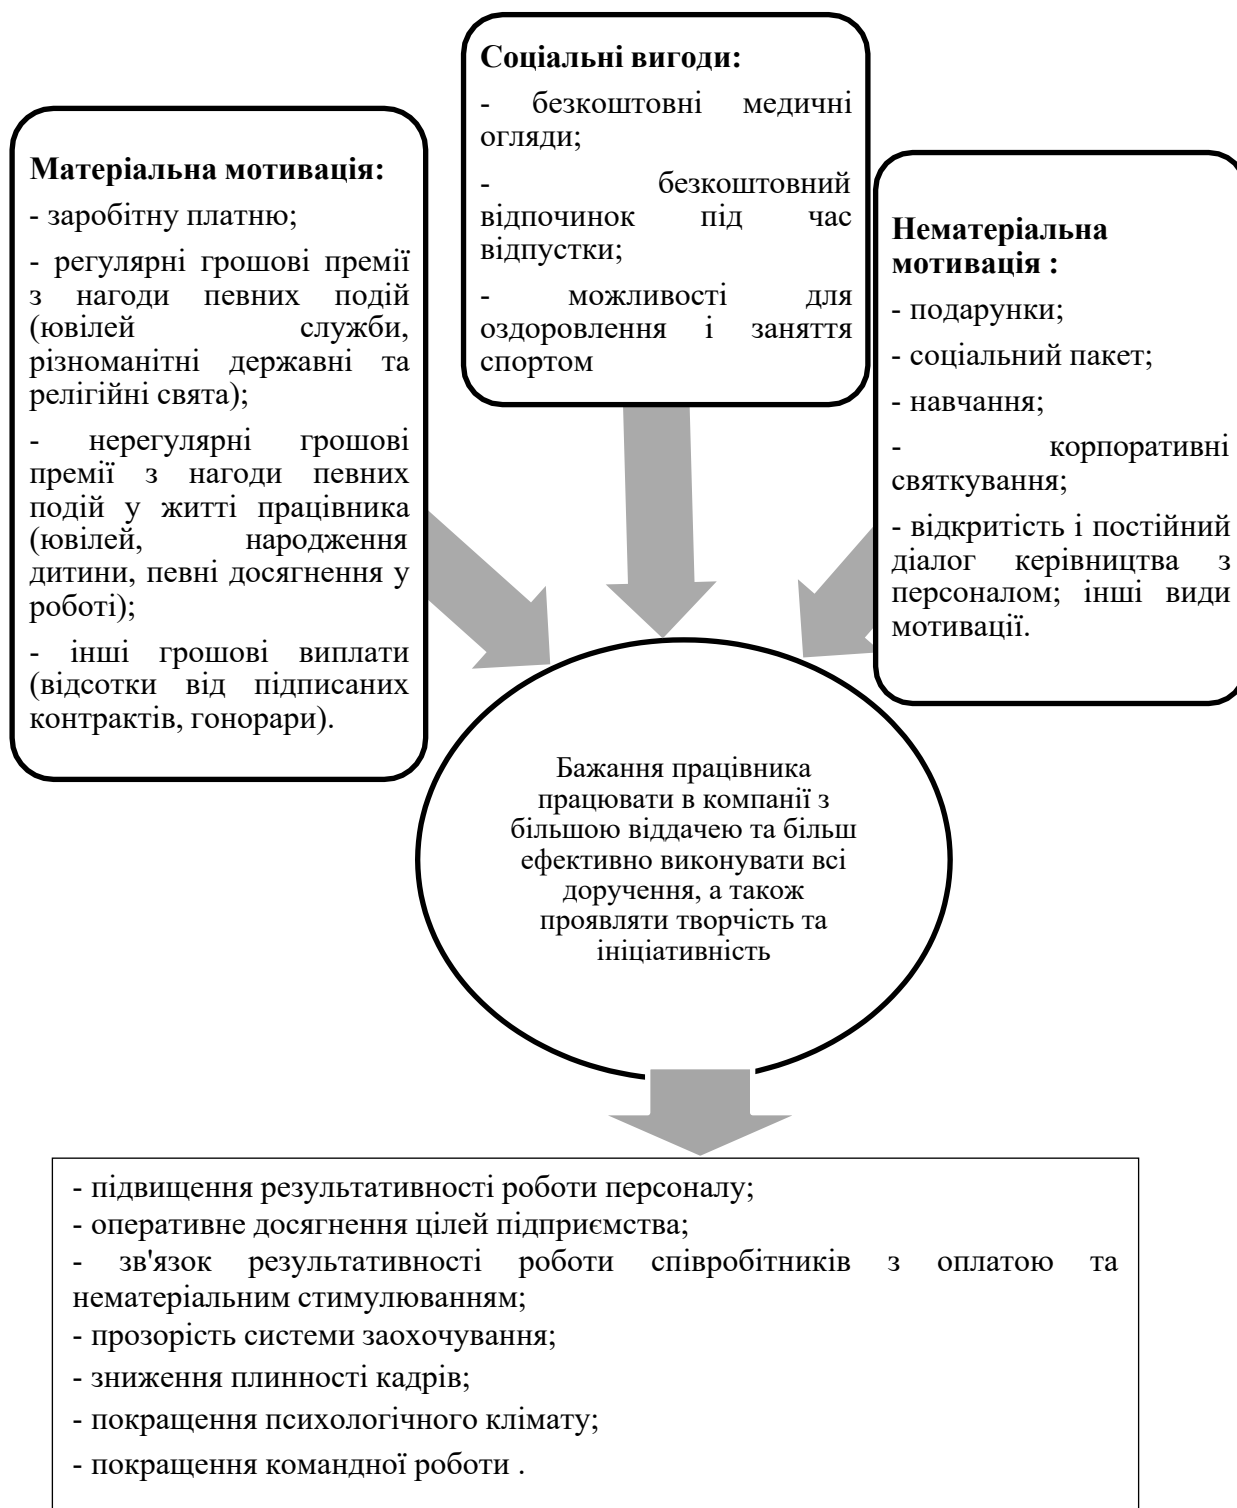 Соціальні вигоди:
- безкоштовні медичні
огляди;
- безкоштовний
відпочинок під час
відпустки;
- можливості для
оздоровлення і заняття
спортом
Матеріальна мотивація:
- заробітну платню;
- регулярні грошові премії
з нагоди певних подій
(ювілей служби,
різноманітні державні та
релігійні свята);
- нерегулярні грошові
премії з нагоди певних
подій у житті працівника
(ювілей, народження
дитини, певні досягнення у
роботі);
- інші грошові виплати
(відсотки від підписаних
контрактів, гонорари).
Нематеріальна
мотивація :
- подарунки;
- соціальний пакет;
- навчання;
- корпоративні
святкування;
- відкритість і постійний
діалог керівництва з
персоналом; інші види
мотивації.
Бажання працівника
працювати в компанії з
більшою віддачею та більш
ефективно виконувати всі
доручення, а також
проявляти творчість та
ініціативність
- підвищення результативності роботи персоналу;
- оперативне досягнення цілей підприємства;
- зв'язок результативності роботи співробітників з оплатою та
нематеріальним стимулюванням;
- прозорість системи заохочування;
- зниження плинності кадрів;
- покращення психологічного клімату;
- покращення командної роботи .